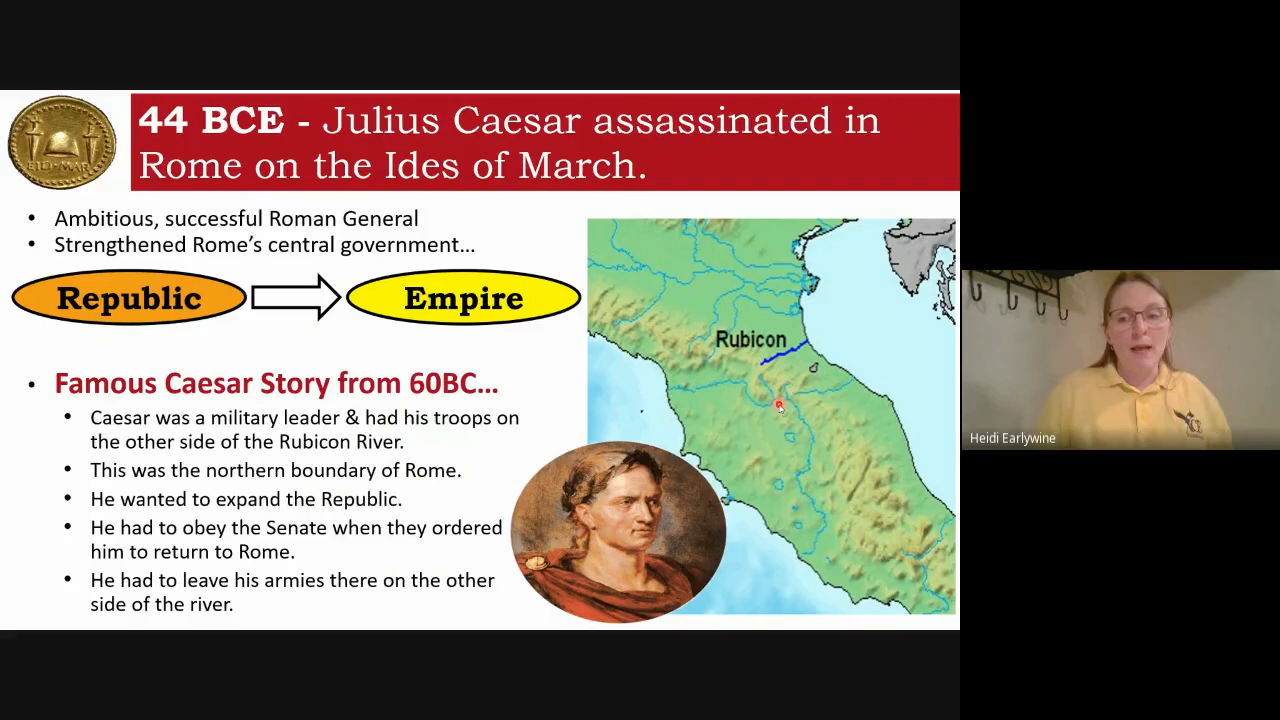 44 BCE - Julius Caesar assassinated in
Rome on the Ides of March.
EID·MAR
• Ambitious, successful Roman General
• Strengthened Rome’s central government…
Republic
Empire
• Famous Caesar Story from 60BC…
• Caesar was a military leader & had his troops on
the other side of the Rubicon River.
• This was the northern boundary of Rome.
• He wanted to expand the Republic.
• He had to obey the Senate when they ordered
him to return to Rome.
• He had to leave his armies there on the other
side of the river.
Rubicon
Heidi Earlywine